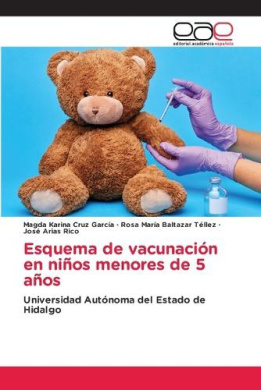 eae
editorial académica española
Magda Karina Cruz García · Rosa María Baltazar Téllez ·
José Arias Rico
Esquema de vacunación
en niños menores de 5
años
Universidad Autónoma del Estado de
Hidalgo